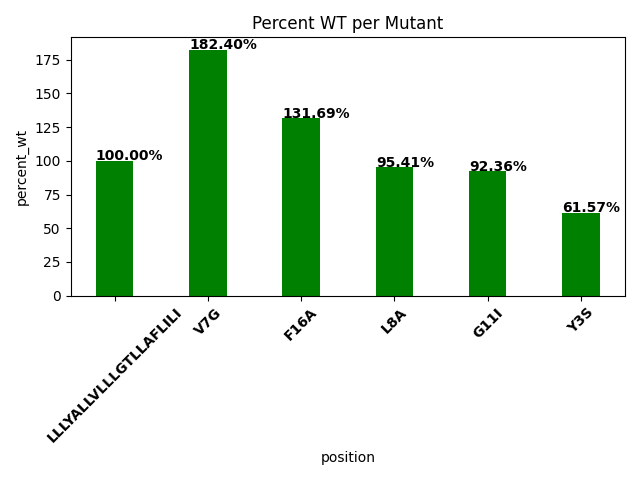 Percent WT per Mutant
percent_wt
175
150
125
100
75
50
25
0
100.00%
182.40%
131.69%
95.41%
92.36%
61.57%
LLLYALLVLLLGTLLAFLILI
V7G
F16A
L8A
G11I
Y3S
position